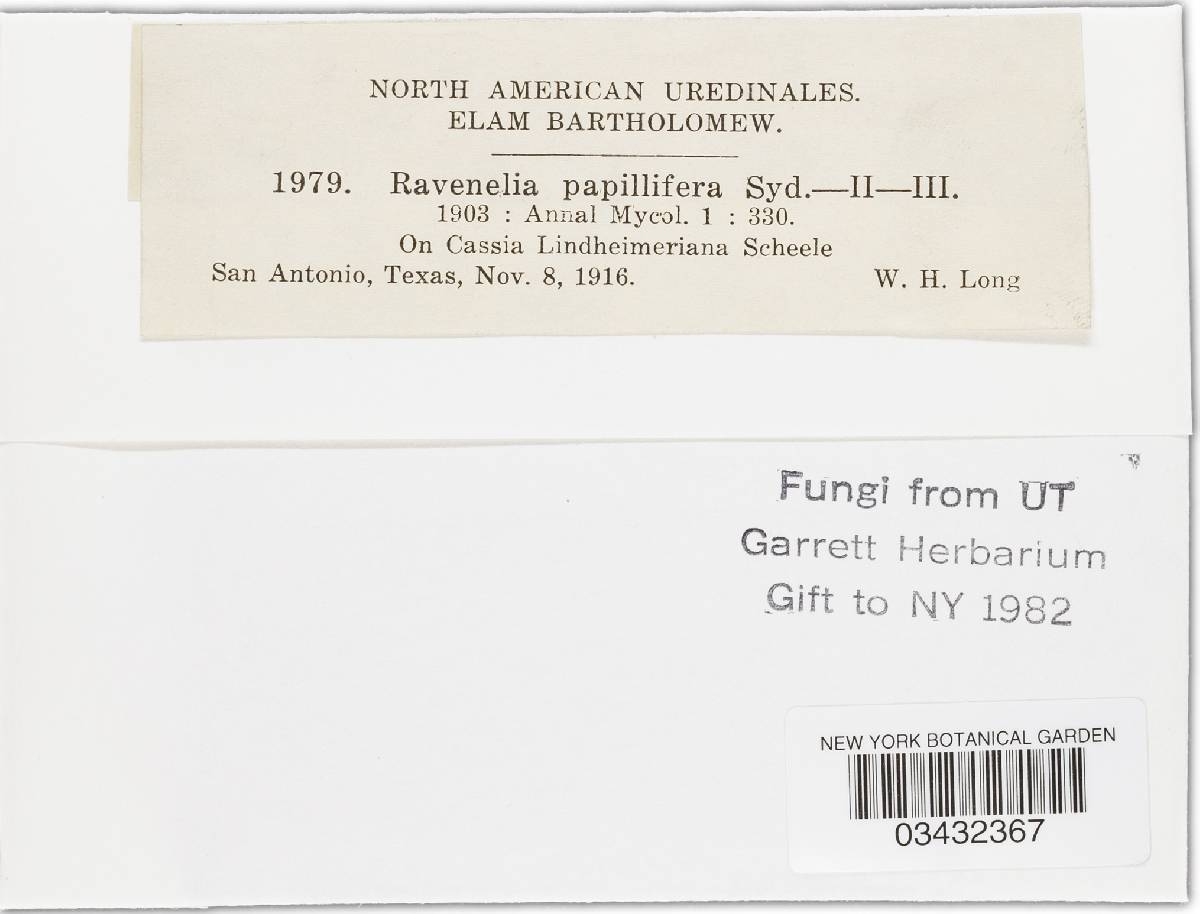 NORTH AMERICAN UREDINALES.
ELAM BARTHOLOMEW.
1979. Ravenelia papillifera Syd.—II—III.
1903 : Annal Mycol. 1 : 330.
On Cassia Lindheimeriana Scheele
San Antonio, Texas, Nov. 8, 1916. W. H. Long
Fungi from UT
Garrett Herbarium
Gift to NY 1982
NEW YORK BOTANICAL GARDEN
03432367